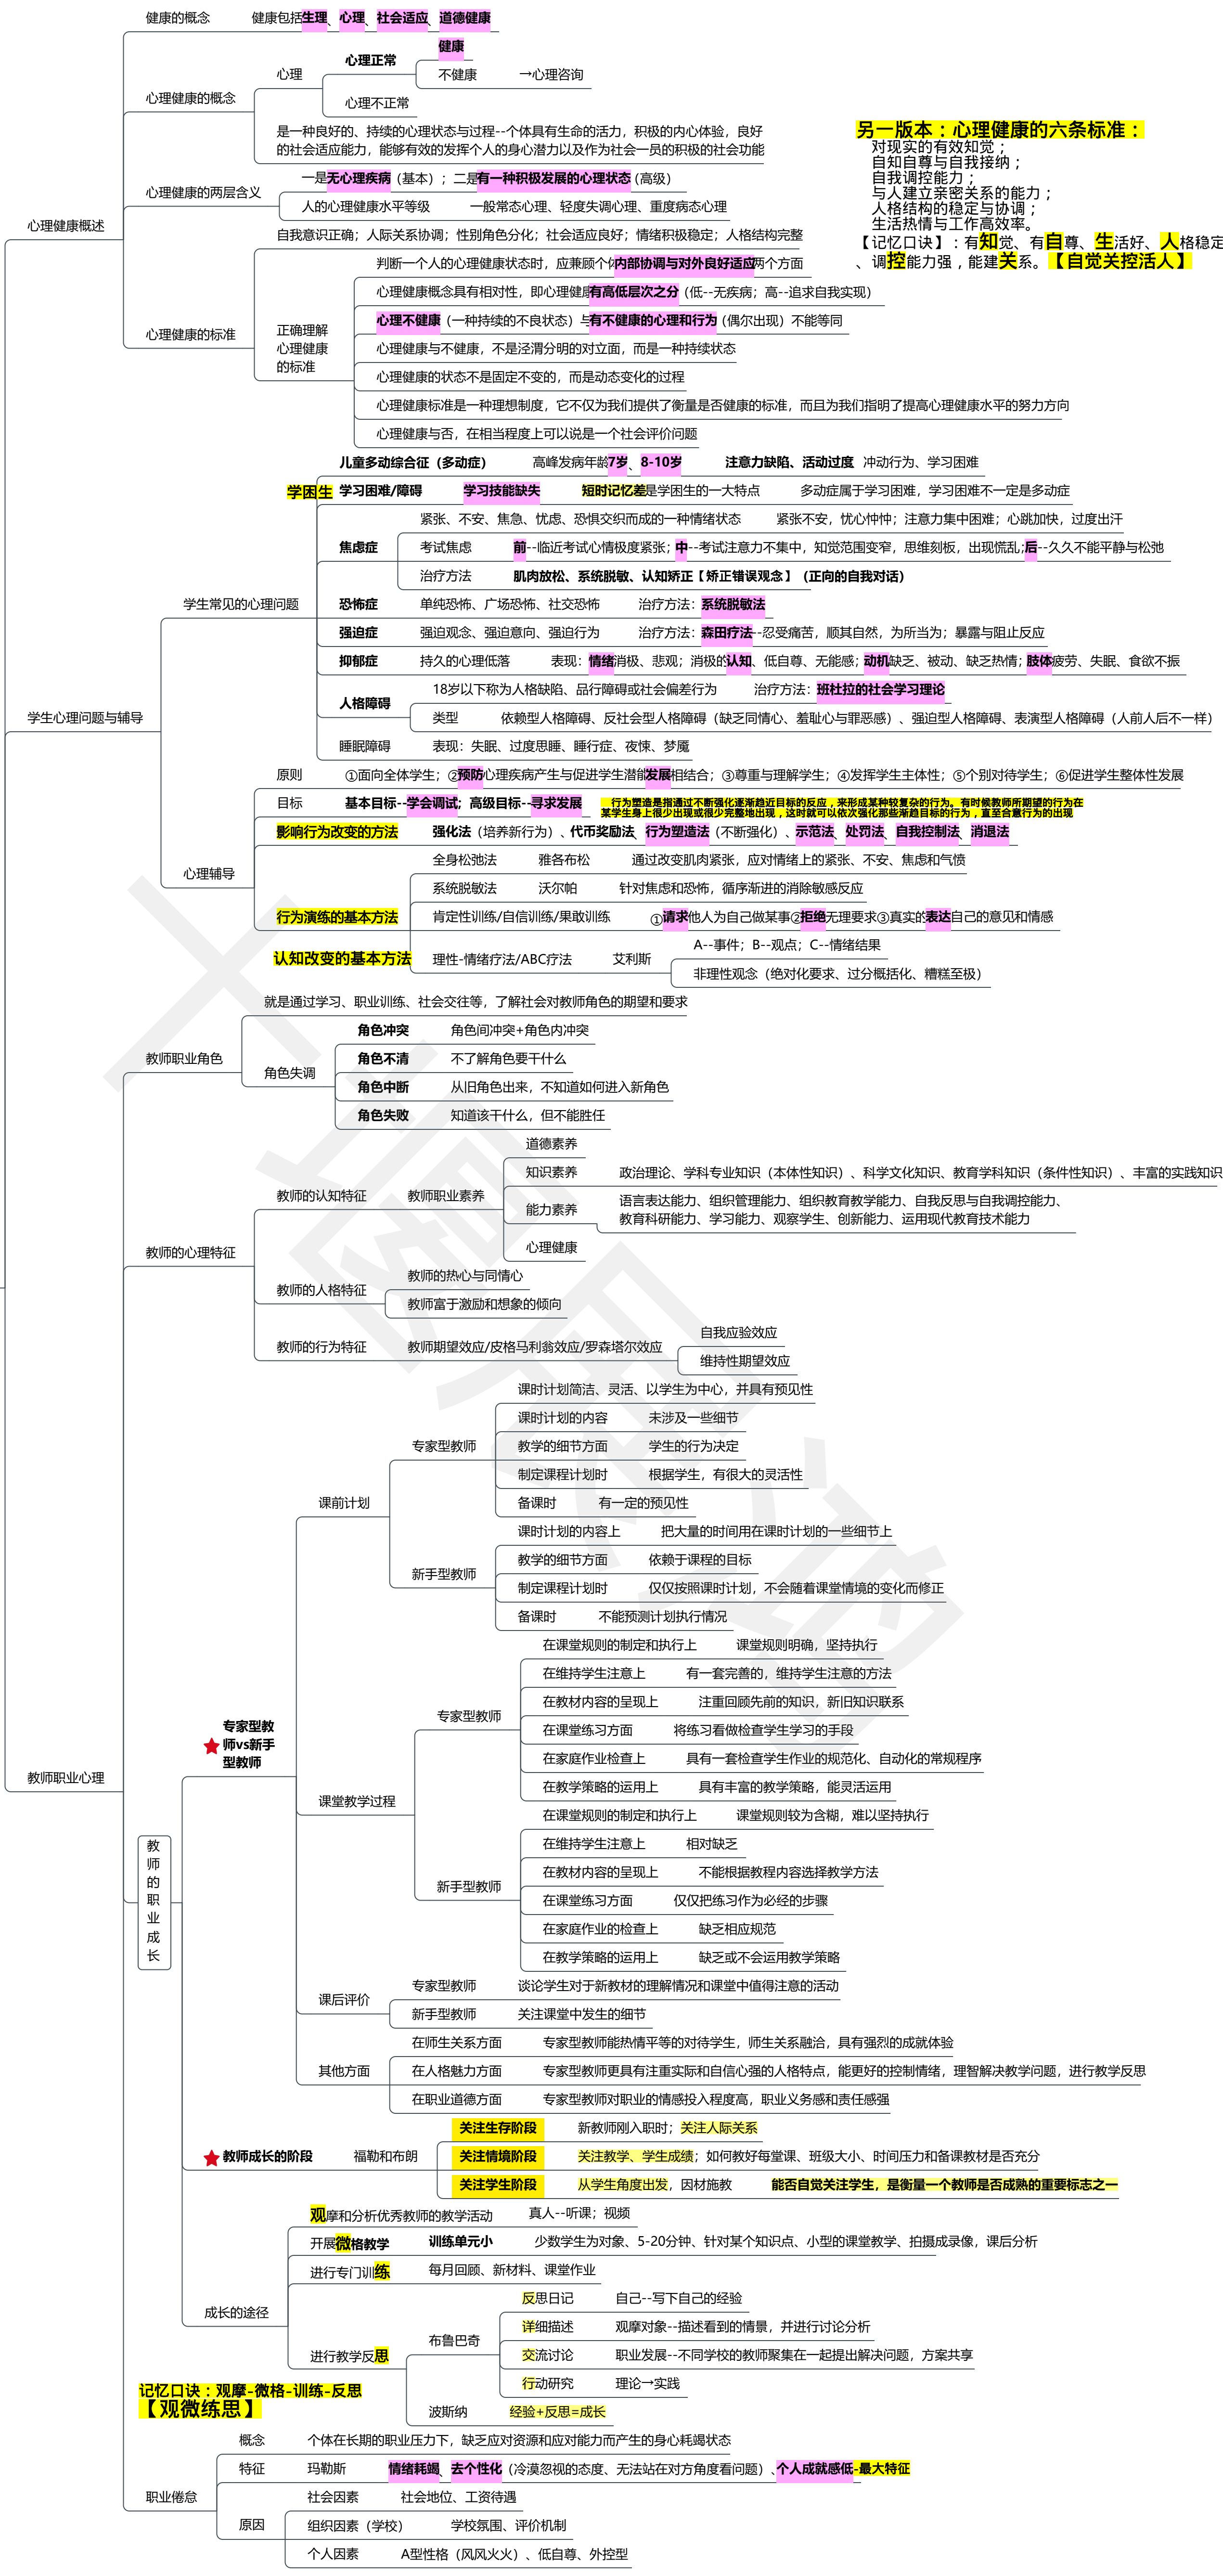 健康的概念 健康包括生理、心理、社会适应、道德健康
心理健康的概念
心理
心理正常
健康
不健康 →心理咨询
心理不正常
是一种良好的、持续的心理状态与过程--个体具有生命的活力，积极的内心体验，良好
的社会适应能力，能够有效的发挥个人的身心潜力以及作为社会一员的积极的社会功能
另一版本：心理健康的六条标准：
对现实的有效知觉；
自知自尊与自我接纳；
自我调控能力；
与人建立亲密关系的能力；
人格结构的稳定与协调；
生活热情与工作高效率。
【记忆口诀】：有知觉、有自尊、生活好、人格稳定
、调控能力强，能建关系。【自觉关控活人】
心理健康的两层含义
一是无心理疾病（基本）；二是有一种积极发展的心理状态（高级）
人的心理健康水平等级 一般常态心理、轻度失调心理、重度病态心理
心理健康概述
心理健康的标准
自我意识正确；人际关系协调；性别角色分化；社会适应良好；情绪积极稳定；人格结构完整
正确理解
心理健康
的标准
判断一个人的心理健康状态时，应兼顾个体内部协调与对外良好适应两个方面
心理健康概念具有相对性，即心理健康有高低层次之分（低--无疾病；高--追求自我实现）
心理不健康（一种持续的不良状态）与有不健康的心理和行为（偶尔出现）不能等同
心理健康与不健康，不是泾渭分明的对立面，而是一种持续状态
心理健康的状态不是固定不变的，而是动态变化的过程
心理健康标准是一种理想制度，它不仅为我们提供了衡量是否健康的标准，而且为我们指明了提高心理健康水平的努力方向
心理健康与否，在相当程度上可以说是一个社会评价问题
学生心理问题与辅导
学生常见的心理问题
儿童多动综合征（多动症） 高峰发病年龄7岁、8-10岁 注意力缺陷、活动过度 冲动行为、学习困难
学困生 学习困难/障碍 学习技能缺失 短时记忆差是学困生的一大特点 多动症属于学习困难，学习困难不一定是多动症
焦虑症
紧张、不安、焦急、忧虑、恐惧交织而成的一种情绪状态 紧张不安，忧心忡忡；注意力集中困难；心跳加快，过度出汗
考试焦虑 前--临近考试心情极度紧张；中--考试注意力不集中，知觉范围变窄，思维刻板，出现慌乱；后--久久不能平静与松弛
治疗方法 肌肉放松、系统脱敏、认知矫正【矫正错误观念】（正向的自我对话）
恐怖症 单纯恐怖、广场恐怖、社交恐怖 治疗方法：系统脱敏法
强迫症 强迫观念、强迫意向、强迫行为 治疗方法：森田疗法--忍受痛苦，顺其自然，为所当为；暴露与阻止反应
抑郁症 持久的心理低落 表现：情绪消极、悲观；消极的认知、低自尊、无能感；动机缺乏、被动、缺乏热情；肢体疲劳、失眠、食欲不振
人格障碍
18岁以下称为人格缺陷、品行障碍或社会偏差行为 治疗方法：班杜拉的社会学习理论
类型 依赖型人格障碍、反社会型人格障碍（缺乏同情心、羞耻心与罪恶感）、强迫型人格障碍、表演型人格障碍（人前人后不一样）
睡眠障碍 表现：失眠、过度思睡、睡行症、夜悚、梦魇
心理辅导
原则 ①面向全体学生；②预防心理疾病产生与促进学生潜能发展相结合；③尊重与理解学生；④发挥学生主体性；⑤个别对待学生；⑥促进学生整体性发展
目标 基本目标--学会调试；高级目标--寻求发展
行为塑造是指通过不断强化逐渐趋近目标的反应，来形成某种较复杂的行为。有时候教师所期望的行为在
某学生身上很少出现或很少完整地出现，这时就可以依次强化那些渐趋目标的行为，直至合意行为的出现
影响行为改变的方法 强化法（培养新行为）、代币奖励法、行为塑造法（不断强化）、示范法、处罚法、自我控制法、消退法
行为演练的基本方法
全身松弛法 雅各布松 通过改变肌肉紧张，应对情绪上的紧张、不安、焦虑和气愤
系统脱敏法 沃尔帕 针对焦虑和恐怖，循序渐进的消除敏感反应
肯定性训练/自信训练/果敢训练 ①请求他人为自己做某事②拒绝无理要求③真实的表达自己的意见和情感
认知改变的基本方法 理性-情绪疗法/ABC疗法 艾利斯
A--事件；B--观点；C--情绪结果
非理性观念（绝对化要求、过分概括化、糟糕至极）
教师职业心理
教师职业角色
就是通过学习、职业训练、社会交往等，了解社会对教师角色的期望和要求
角色失调
角色冲突 角色间冲突+角色内冲突
角色不清 不了解角色要干什么
角色中断 从旧角色出来，不知道如何进入新角色
角色失败 知道该干什么，但不能胜任
教师的心理特征
教师的认知特征 教师职业素养
道德素养
知识素养 政治理论、学科专业知识（本体性知识）、科学文化知识、教育学科知识（条件性知识）、丰富的实践知识
能力素养
语言表达能力、组织管理能力、组织教育教学能力、自我反思与自我调控能力、
教育科研能力、学习能力、观察学生、创新能力、运用现代教育技术能力
心理健康
教师的人格特征
教师的热心与同情心
教师富于激励和想象的倾向
教师的行为特征 教师期望效应/皮格马利翁效应/罗森塔尔效应
自我应验效应
维持性期望效应
教
师
的
职
业
成
长
专家型教
师vs新手
型教师
课前计划
专家型教师
课时计划简洁、灵活、以学生为中心，并具有预见性
课时计划的内容 未涉及一些细节
教学的细节方面 学生的行为决定
制定课程计划时 根据学生，有很大的灵活性
备课时 有一定的预见性
新手型教师
课时计划的内容上 把大量的时间用在课时计划的一些细节上
教学的细节方面 依赖于课程的目标
制定课程计划时 仅仅按照课时计划，不会随着课堂情境的变化而修正
备课时 不能预测计划执行情况
课堂教学过程
专家型教师
在课堂规则的制定和执行上 课堂规则明确，坚持执行
在维持学生注意上 有一套完善的，维持学生注意的方法
在教材内容的呈现上 注重回顾先前的知识，新旧知识联系
在课堂练习方面 将练习看做检查学生学习的手段
在家庭作业检查上 具有一套检查学生作业的规范化、自动化的常规程序
在教学策略的运用上 具有丰富的教学策略，能灵活运用
新手型教师
在课堂规则的制定和执行上 课堂规则较为含糊，难以坚持执行
在维持学生注意上 相对缺乏
在教材内容的呈现上 不能根据教程内容选择教学方法
在课堂练习方面 仅仅把练习作为必经的步骤
在家庭作业的检查上 缺乏相应规范
在教学策略的运用上 缺乏或不会运用教学策略
课后评价
专家型教师 谈论学生对于新教材的理解情况和课堂中值得注意的活动
新手型教师 关注课堂中发生的细节
其他方面
在师生关系方面 专家型教师能热情平等的对待学生，师生关系融洽，具有强烈的成就体验
在人格魅力方面 专家型教师更具有注重实际和自信心强的人格特点，能更好的控制情绪，理智解决教学问题，进行教学反思
在职业道德方面 专家型教师对职业的情感投入程度高，职业义务感和责任感强
教师成长的阶段 福勒和布朗
关注生存阶段 新教师刚入职时；关注人际关系
关注情境阶段 关注教学、学生成绩；如何教好每堂课、班级大小、时间压力和备课教材是否充分
关注学生阶段 从学生角度出发，因材施教 能否自觉关注学生，是衡量一个教师是否成熟的重要标志之一
成长的途径
观摩和分析优秀教师的教学活动 真人--听课；视频
开展微格教学 训练单元小 少数学生为对象、5-20分钟、针对某个知识点、小型的课堂教学、拍摄成录像，课后分析
进行专门训练 每月回顾、新材料、课堂作业
进行教学反思
布鲁巴奇
反思日记 自己--写下自己的经验
详细描述 观摩对象--描述看到的情景，并进行讨论分析
交流讨论 职业发展--不同学校的教师聚集在一起提出解决问题，方案共享
行动研究 理论→实践
波斯纳 经验+反思=成长
记忆口诀：观摩-微格-训练-反思
【观微练思】
职业倦怠
概念 个体在长期的职业压力下，缺乏应对资源和应对能力而产生的身心耗竭状态
特征 玛勒斯 情绪耗竭、去个性化（冷漠忽视的态度、无法站在对方角度看问题）、个人成就感低-最大特征
原因
社会因素 社会地位、工资待遇
组织因素（学校） 学校氛围、评价机制
个人因素 A型性格（风风火火）、低自尊、外控型